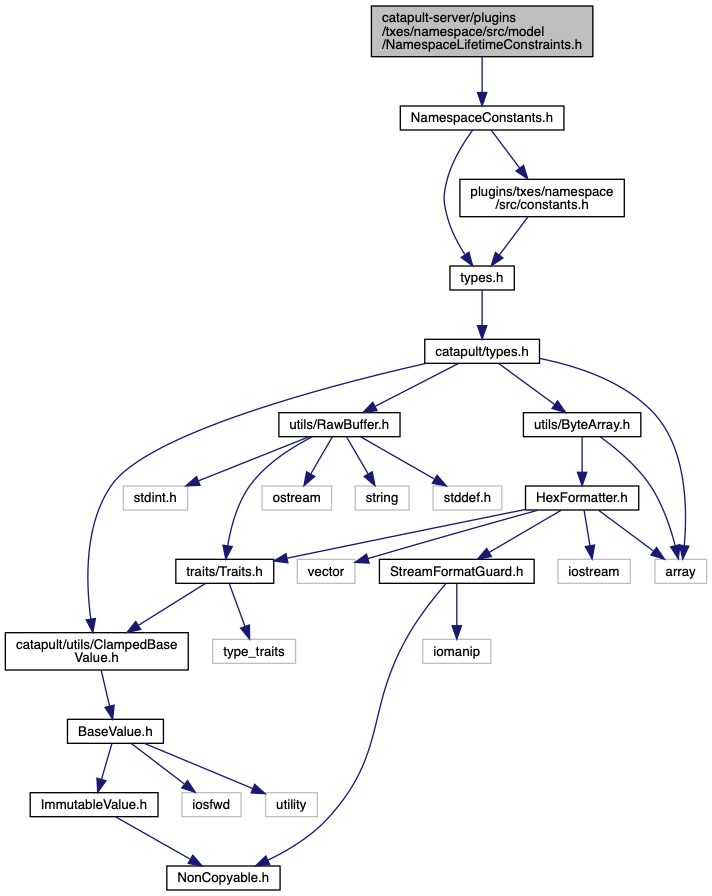 catapult-server/plugins
/txes/namespace/src/model
/NamespaceLifetimeConstraints.h
NamespaceConstants.h
plugins/txes/namespace
/src/constants.h
types.h
catapult/types.h
utils/RawBuffer.h
utils/ByteArray.h
stdint.h
ostream
string
stddef.h
HexFormatter.h
traits/Traits.h
vector
StreamFormatGuard.h
iostream
array
catapult/utils/ClampedBase
Value.h
type_traits
iomanip
BaseValue.h
ImmutableValue.h
iosfwd
utility
NonCopyable.h